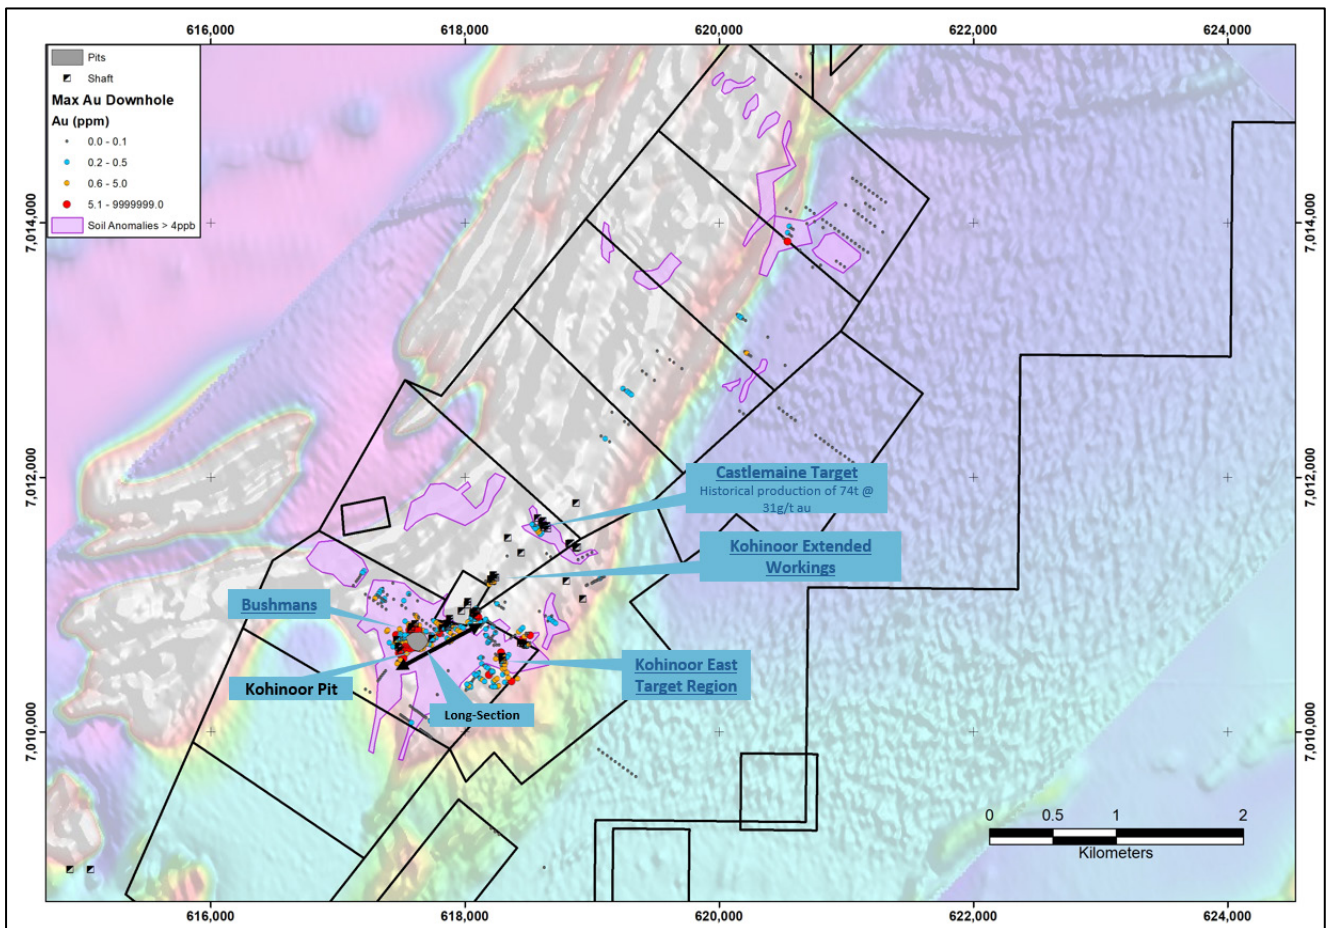 616,000
618,000
620,000
622,000
624,000
Pits
Shaft
Max Au Downhole
Au (ppm)
0.0 - 0.1
0.2 - 0.5
0.6 - 5.0
5.1 - 9999999.0
Soil Anomalies > 4ppb
7,014,000
7,014,000
7,012,000
7,012,000
Castlemaine Target
Historical production of 74t @
31g/t au
Kohinoor Extended
Workings
Bushmans
Kohinoor East
Target Region
Kohinoor Pit
Long-Section
7,010,000
7,010,000
0
0.5
1
2
Kilometers
616,000
618,000
620,000
622,000
624,000